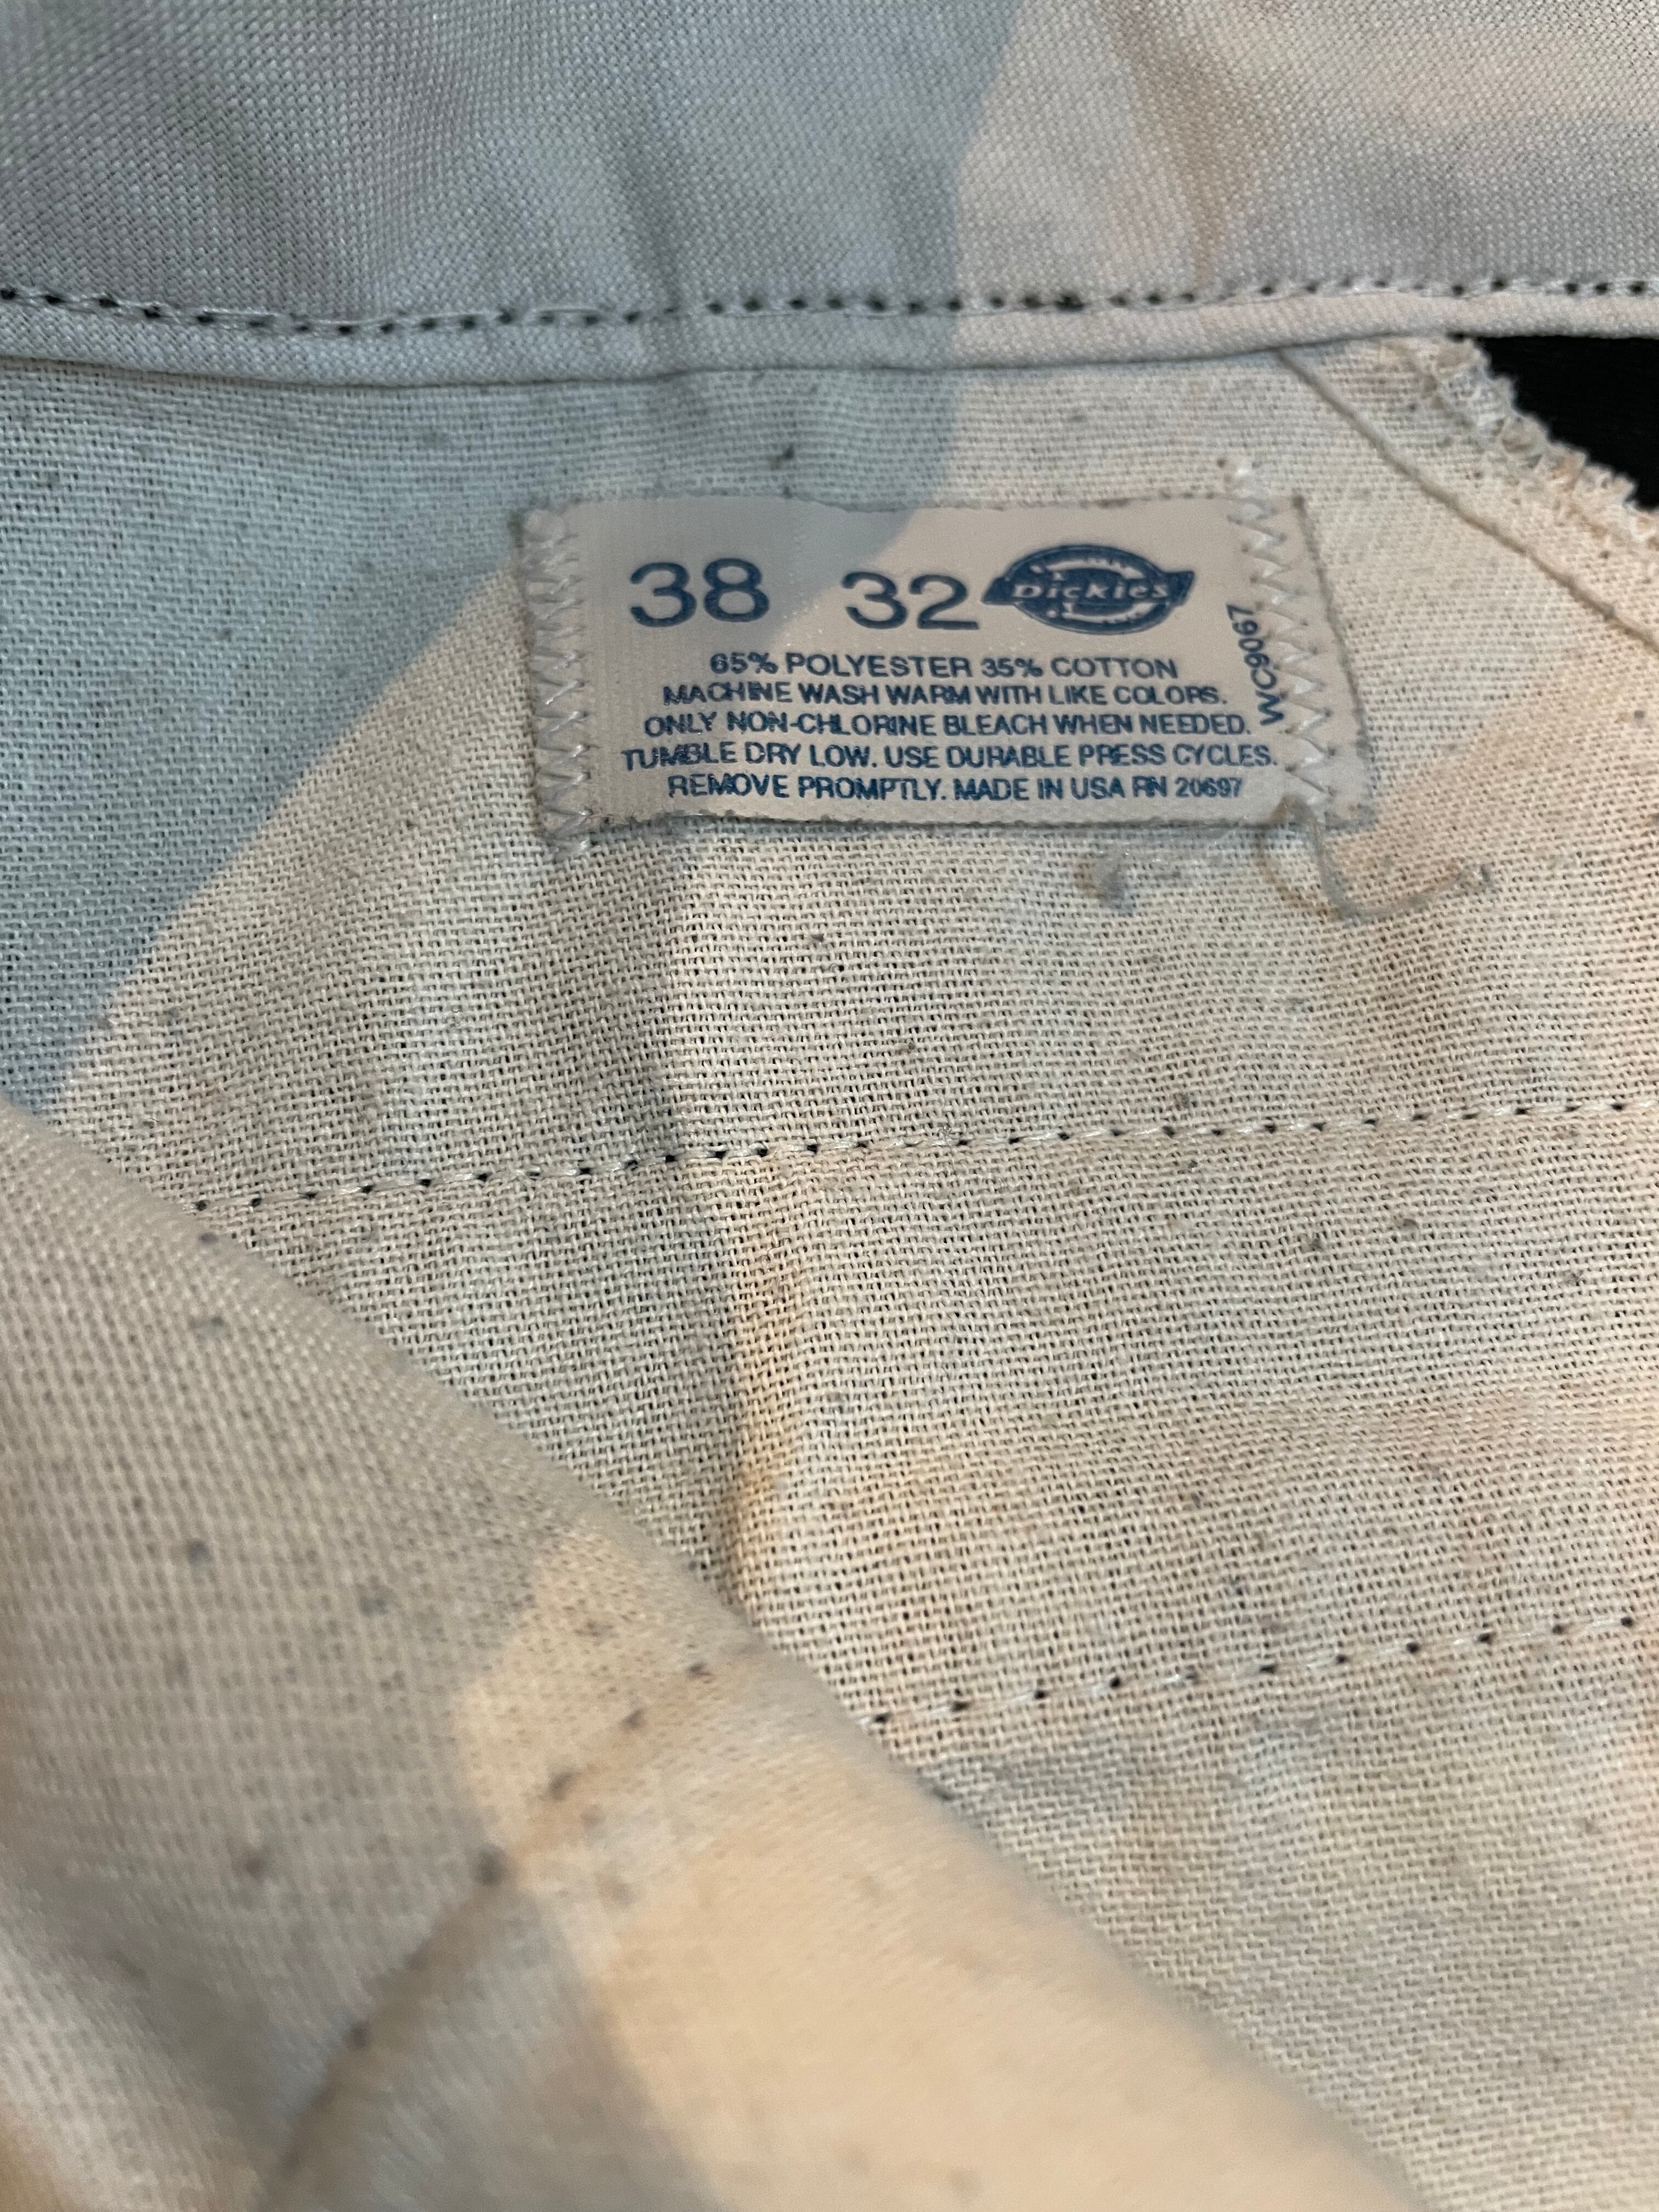 38 32 Dickies
65% POLYESTER 35% COTTON
MACHINE WASH WARM WITH LIKE COLORS.
ONLY NON-CHLORINE BLEACH WHEN NEEDED.
TUMBLE DRY LOW. USE DURABLE PRESS CYCLES.
REMOVE PROMPTLY. MADE IN USA RN 20697
WC9067